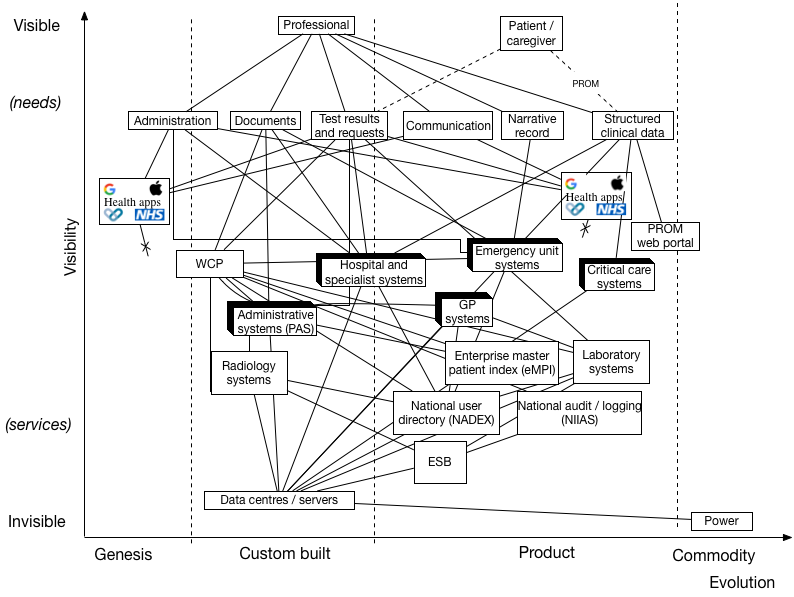 Visible
Professional
Patient /
caregiver
PROM
(needs)
Administration
Documents
Test results
and requests
Communication
Narrative
record
Structured
clinical data
G
Health apps
NHS
G
Health apps
NHS
PROM
web portal
Visibility
WCP
Hospital and
specialist systems
Emergency unit
systems
Critical care
systems
Administrative
systems (PAS)
GP
systems
Radiology
systems
Enterprise master
patient index (eMPI)
Laboratory
systems
National user
directory (NADEX)
National audit / logging
(NIIAS)
(services)
ESB
Data centres / servers
Power
Invisible
Genesis
Custom built
Product
Commodity
Evolution